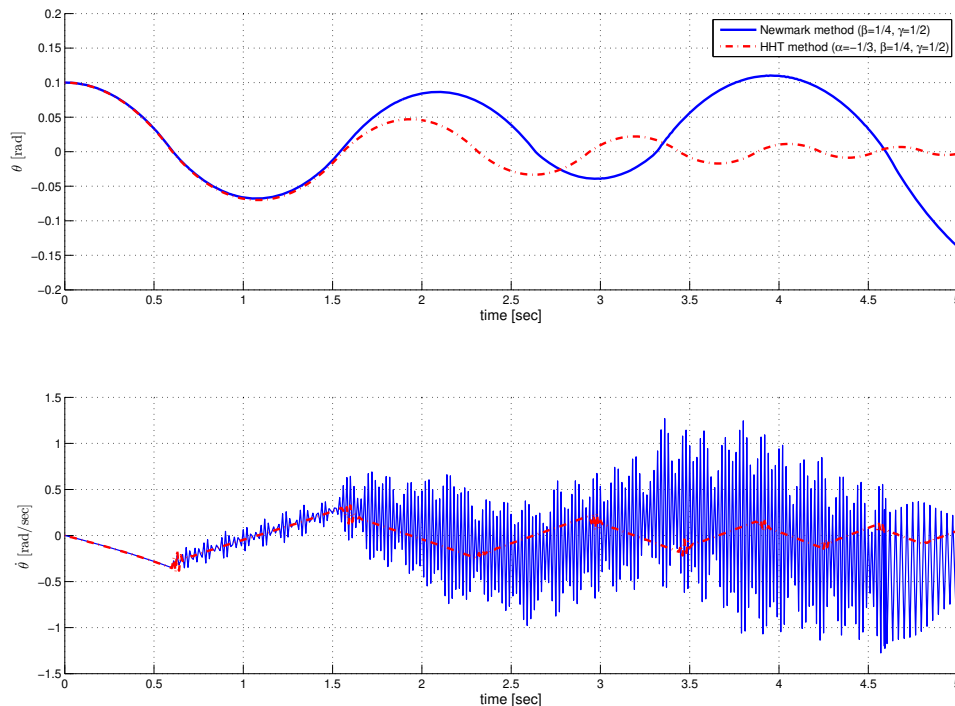 0.2
0.15
0.1
0.05
0
−0.05
−0.1
−0.15
−0.2
θ [rad]
Newmark method (β=1/4, γ=1/2)
HHT method (α=−1/3, β=1/4, γ=1/2)
0 0.5 1 1.5 2 2.5 3 3.5 4 4.5 5
time [sec]
1.5
1
0.5
0
−0.5
−1
−1.5
θ̇ [rad/sec]
0 0.5 1 1.5 2 2.5 3 3.5 4 4.5 5
time [sec]